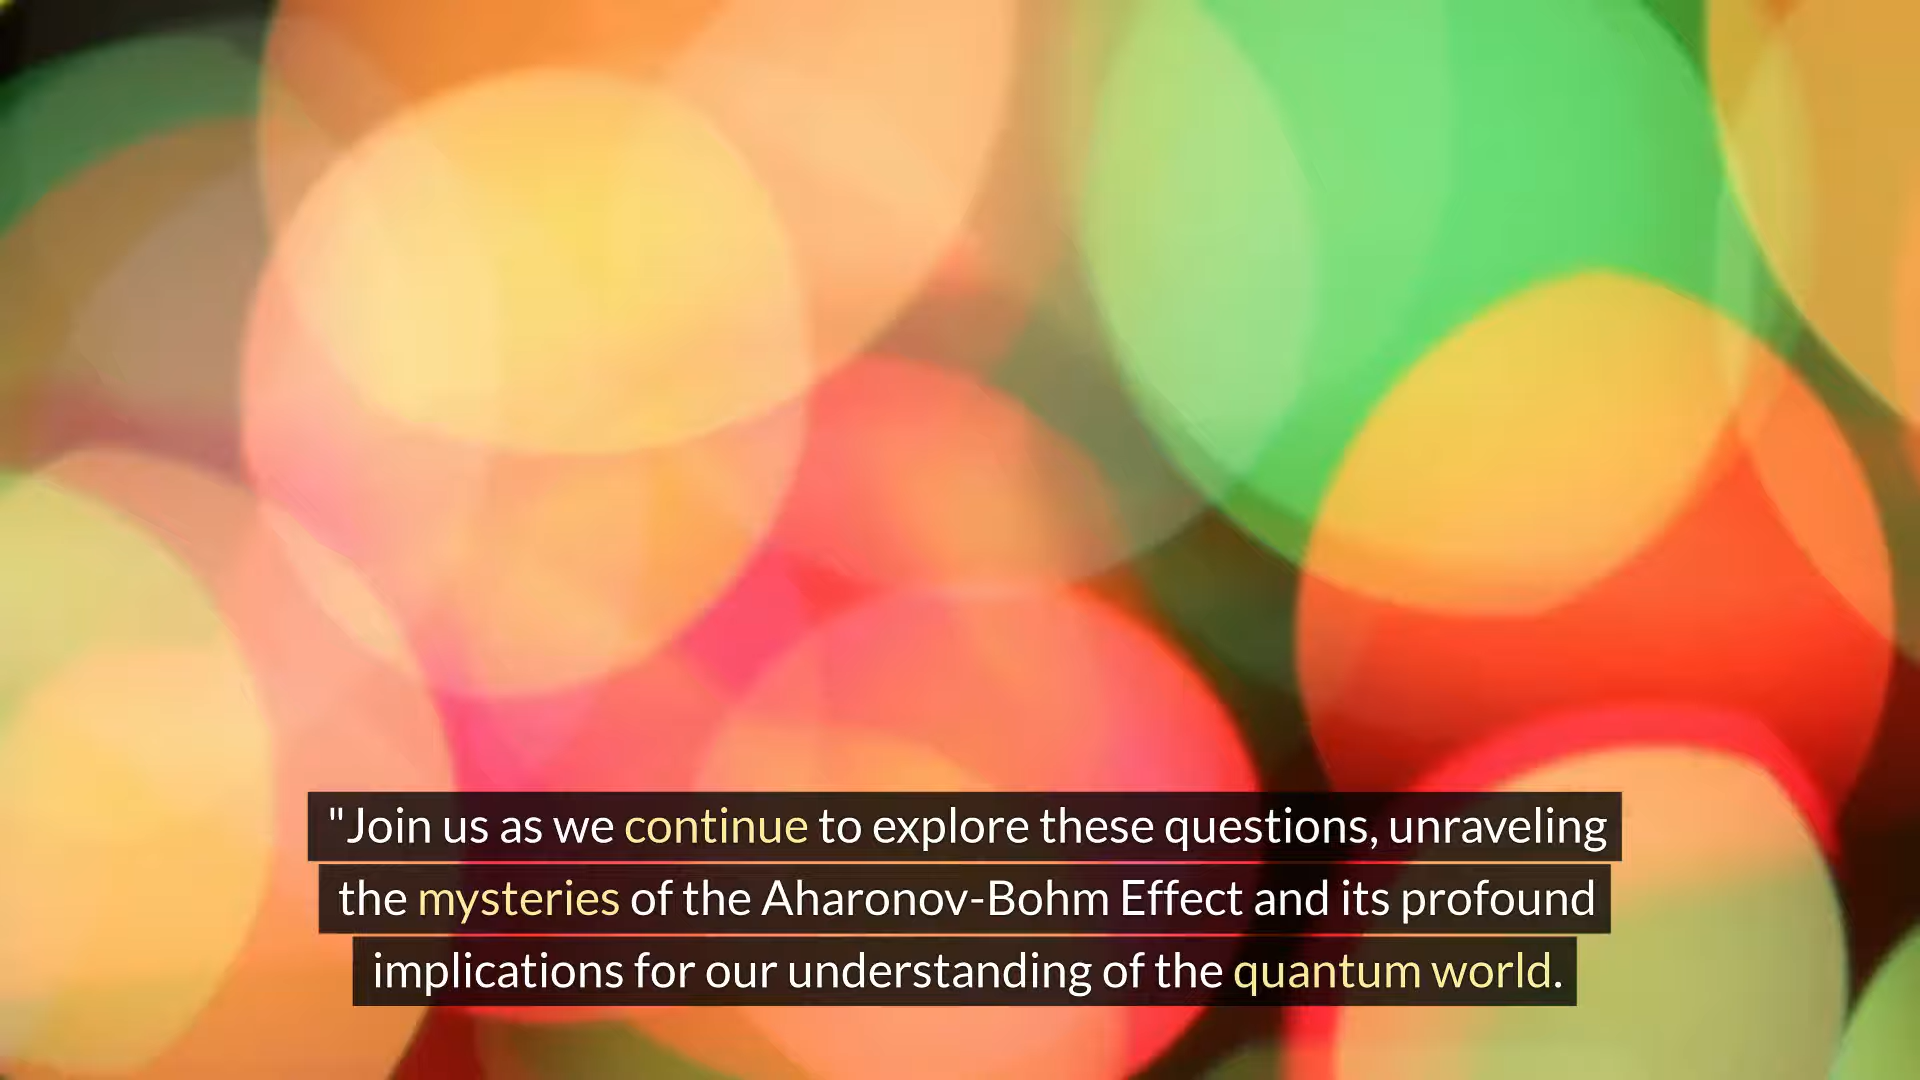 "Join us as we continue to explore these questions, unraveling
the mysteries of the Aharonov-Bohm Effect and its profound
implications for our understanding of the quantum world.